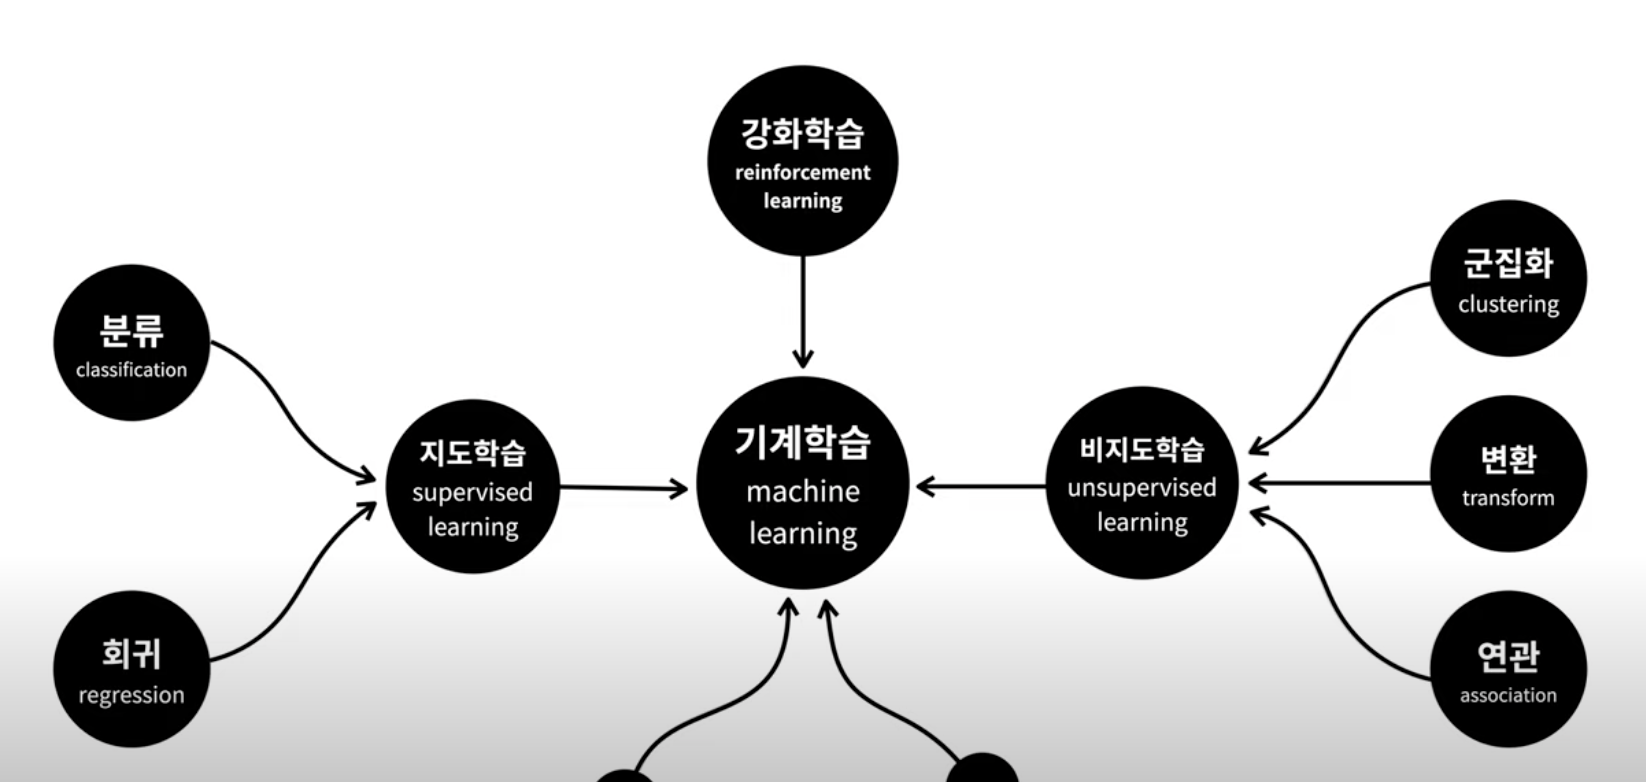 강화학습
reinforcement
learning
분류
classification
회귀
regression
지도학습
supervised
learning
기계학습
machine
learning
비지도학습
unsupervised
learning
군집화
clustering
변환
transform
연관
association